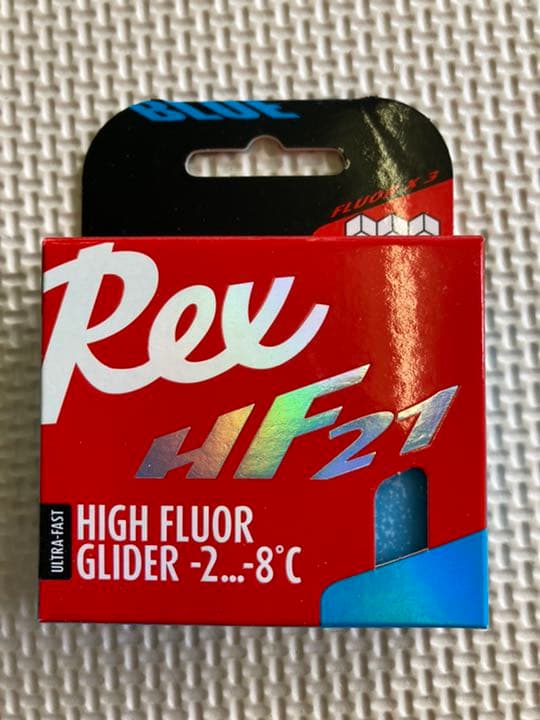 BLUE
FLUOR X 3
Rex
HF21
ULTRA-FAST
HIGH FLUOR
GLIDER -2...-8°C